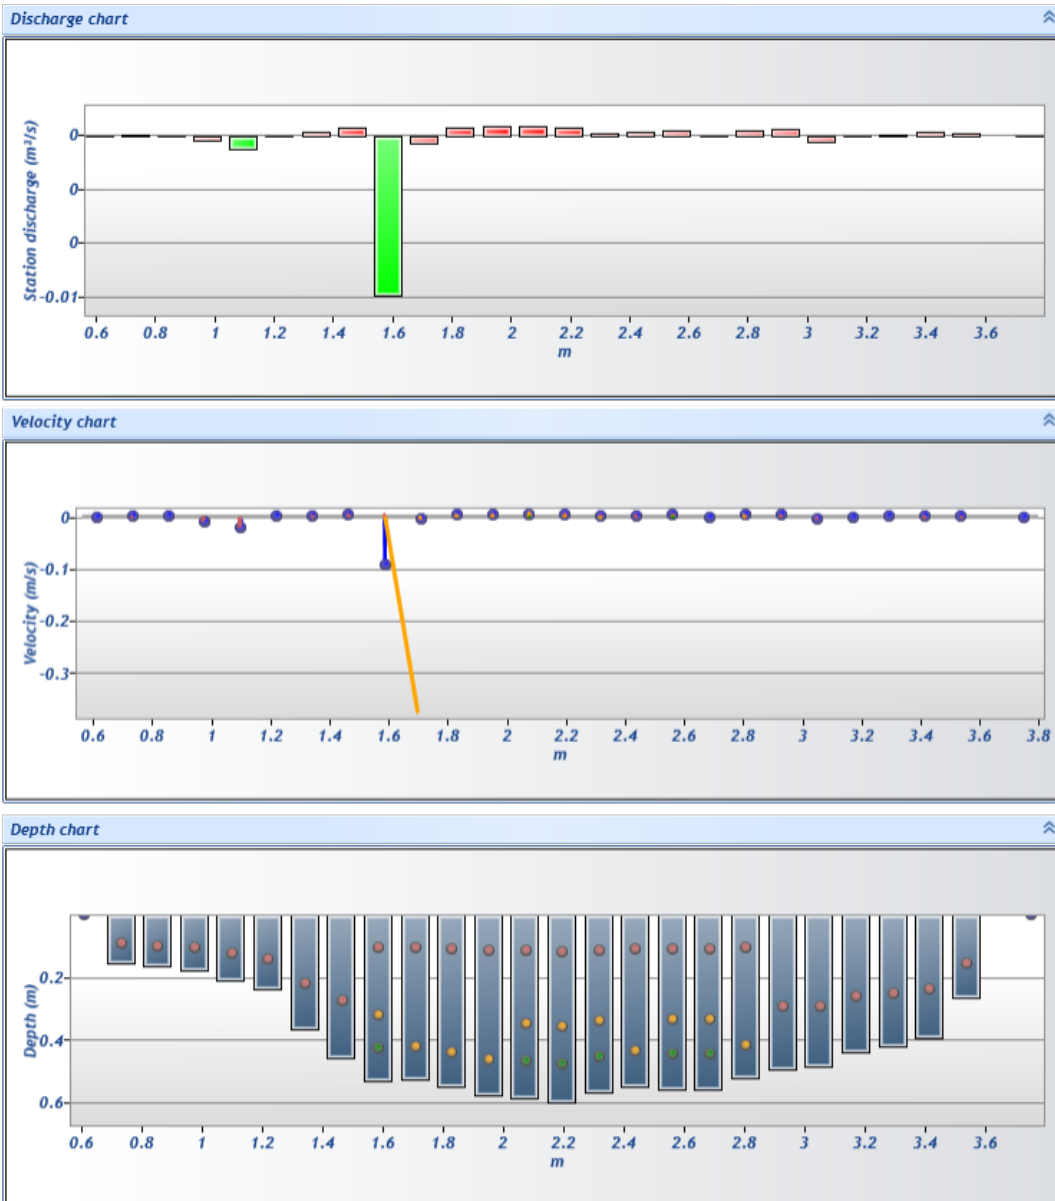 Discharge chart
Station discharge (m³/s)
0
0
0
-0.01
0.6 0.8 1 1.2 1.4 1.6 1.8 2 2.2 2.4 2.6 2.8 3 3.2 3.4 3.6
m
Velocity chart
Velocity (m/s)
0
-0.1
-0.2
-0.3
0.6 0.8 1 1.2 1.4 1.6 1.8 2 2.2 2.4 2.6 2.8 3 3.2 3.4 3.6 3.8
m
Depth chart
Depth (m)
0.2
0.4
0.6
0.6 0.8 1 1.2 1.4 1.6 1.8 2 2.2 2.4 2.6 2.8 3 3.2 3.4 3.6
m